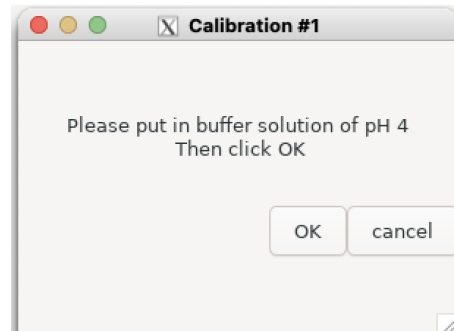 Calibration #1
Please put in buffer solution of pH 4
Then click OK
OK cancel